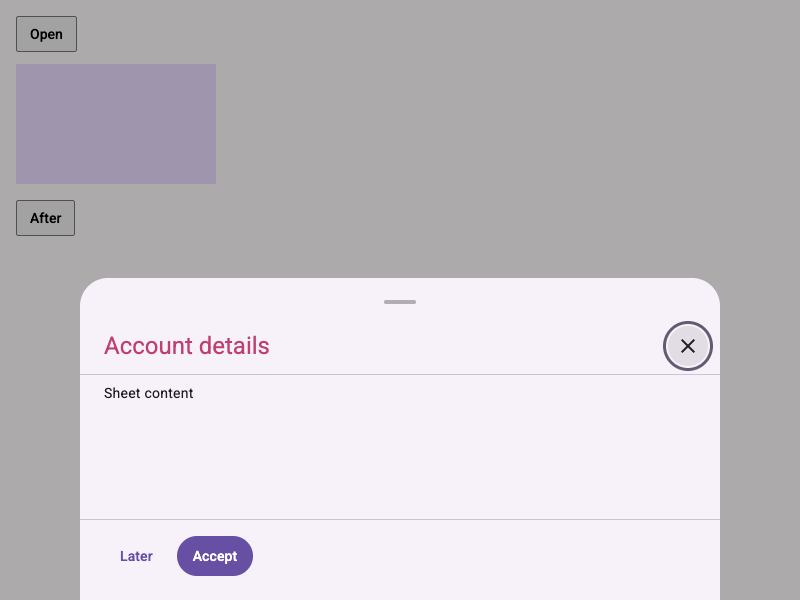 Open
After
Account details
Sheet content
Later
Accept